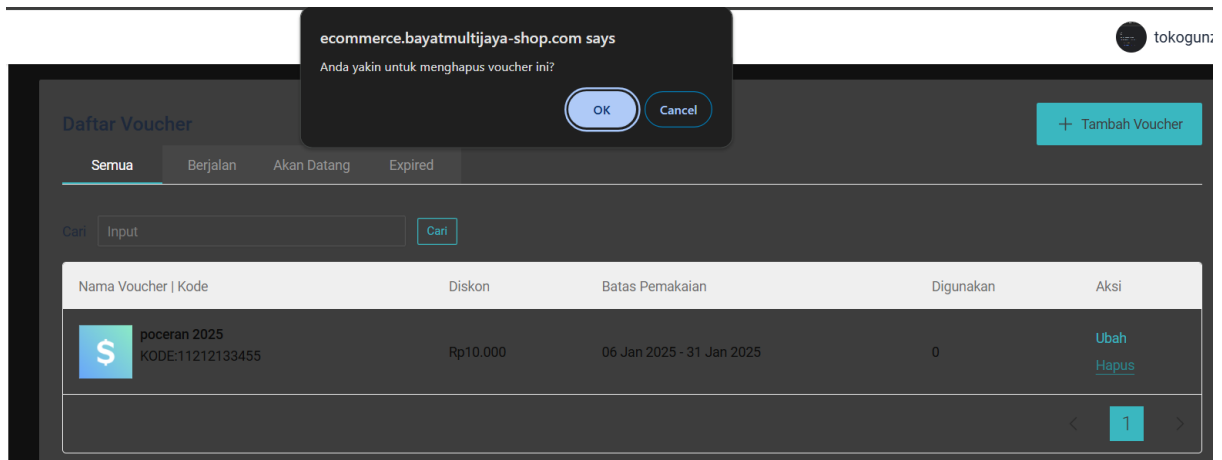 ecommerce.bayatmultijaya-shop.com says
Anda yakin untuk menghapus voucher ini?
OK Cancel
tokogunz
Daftar Voucher
+ Tambah Voucher
Semua Berjalan Akan Datang Expired
Cari Input Cari
Nama Voucher | Kode Diskon Batas Pemakaian Digunakan Aksi
poceran 2025
KODE:11212133455
Rp10.000 06 Jan 2025 - 31 Jan 2025 0
Ubah
Hapus
< 1 >